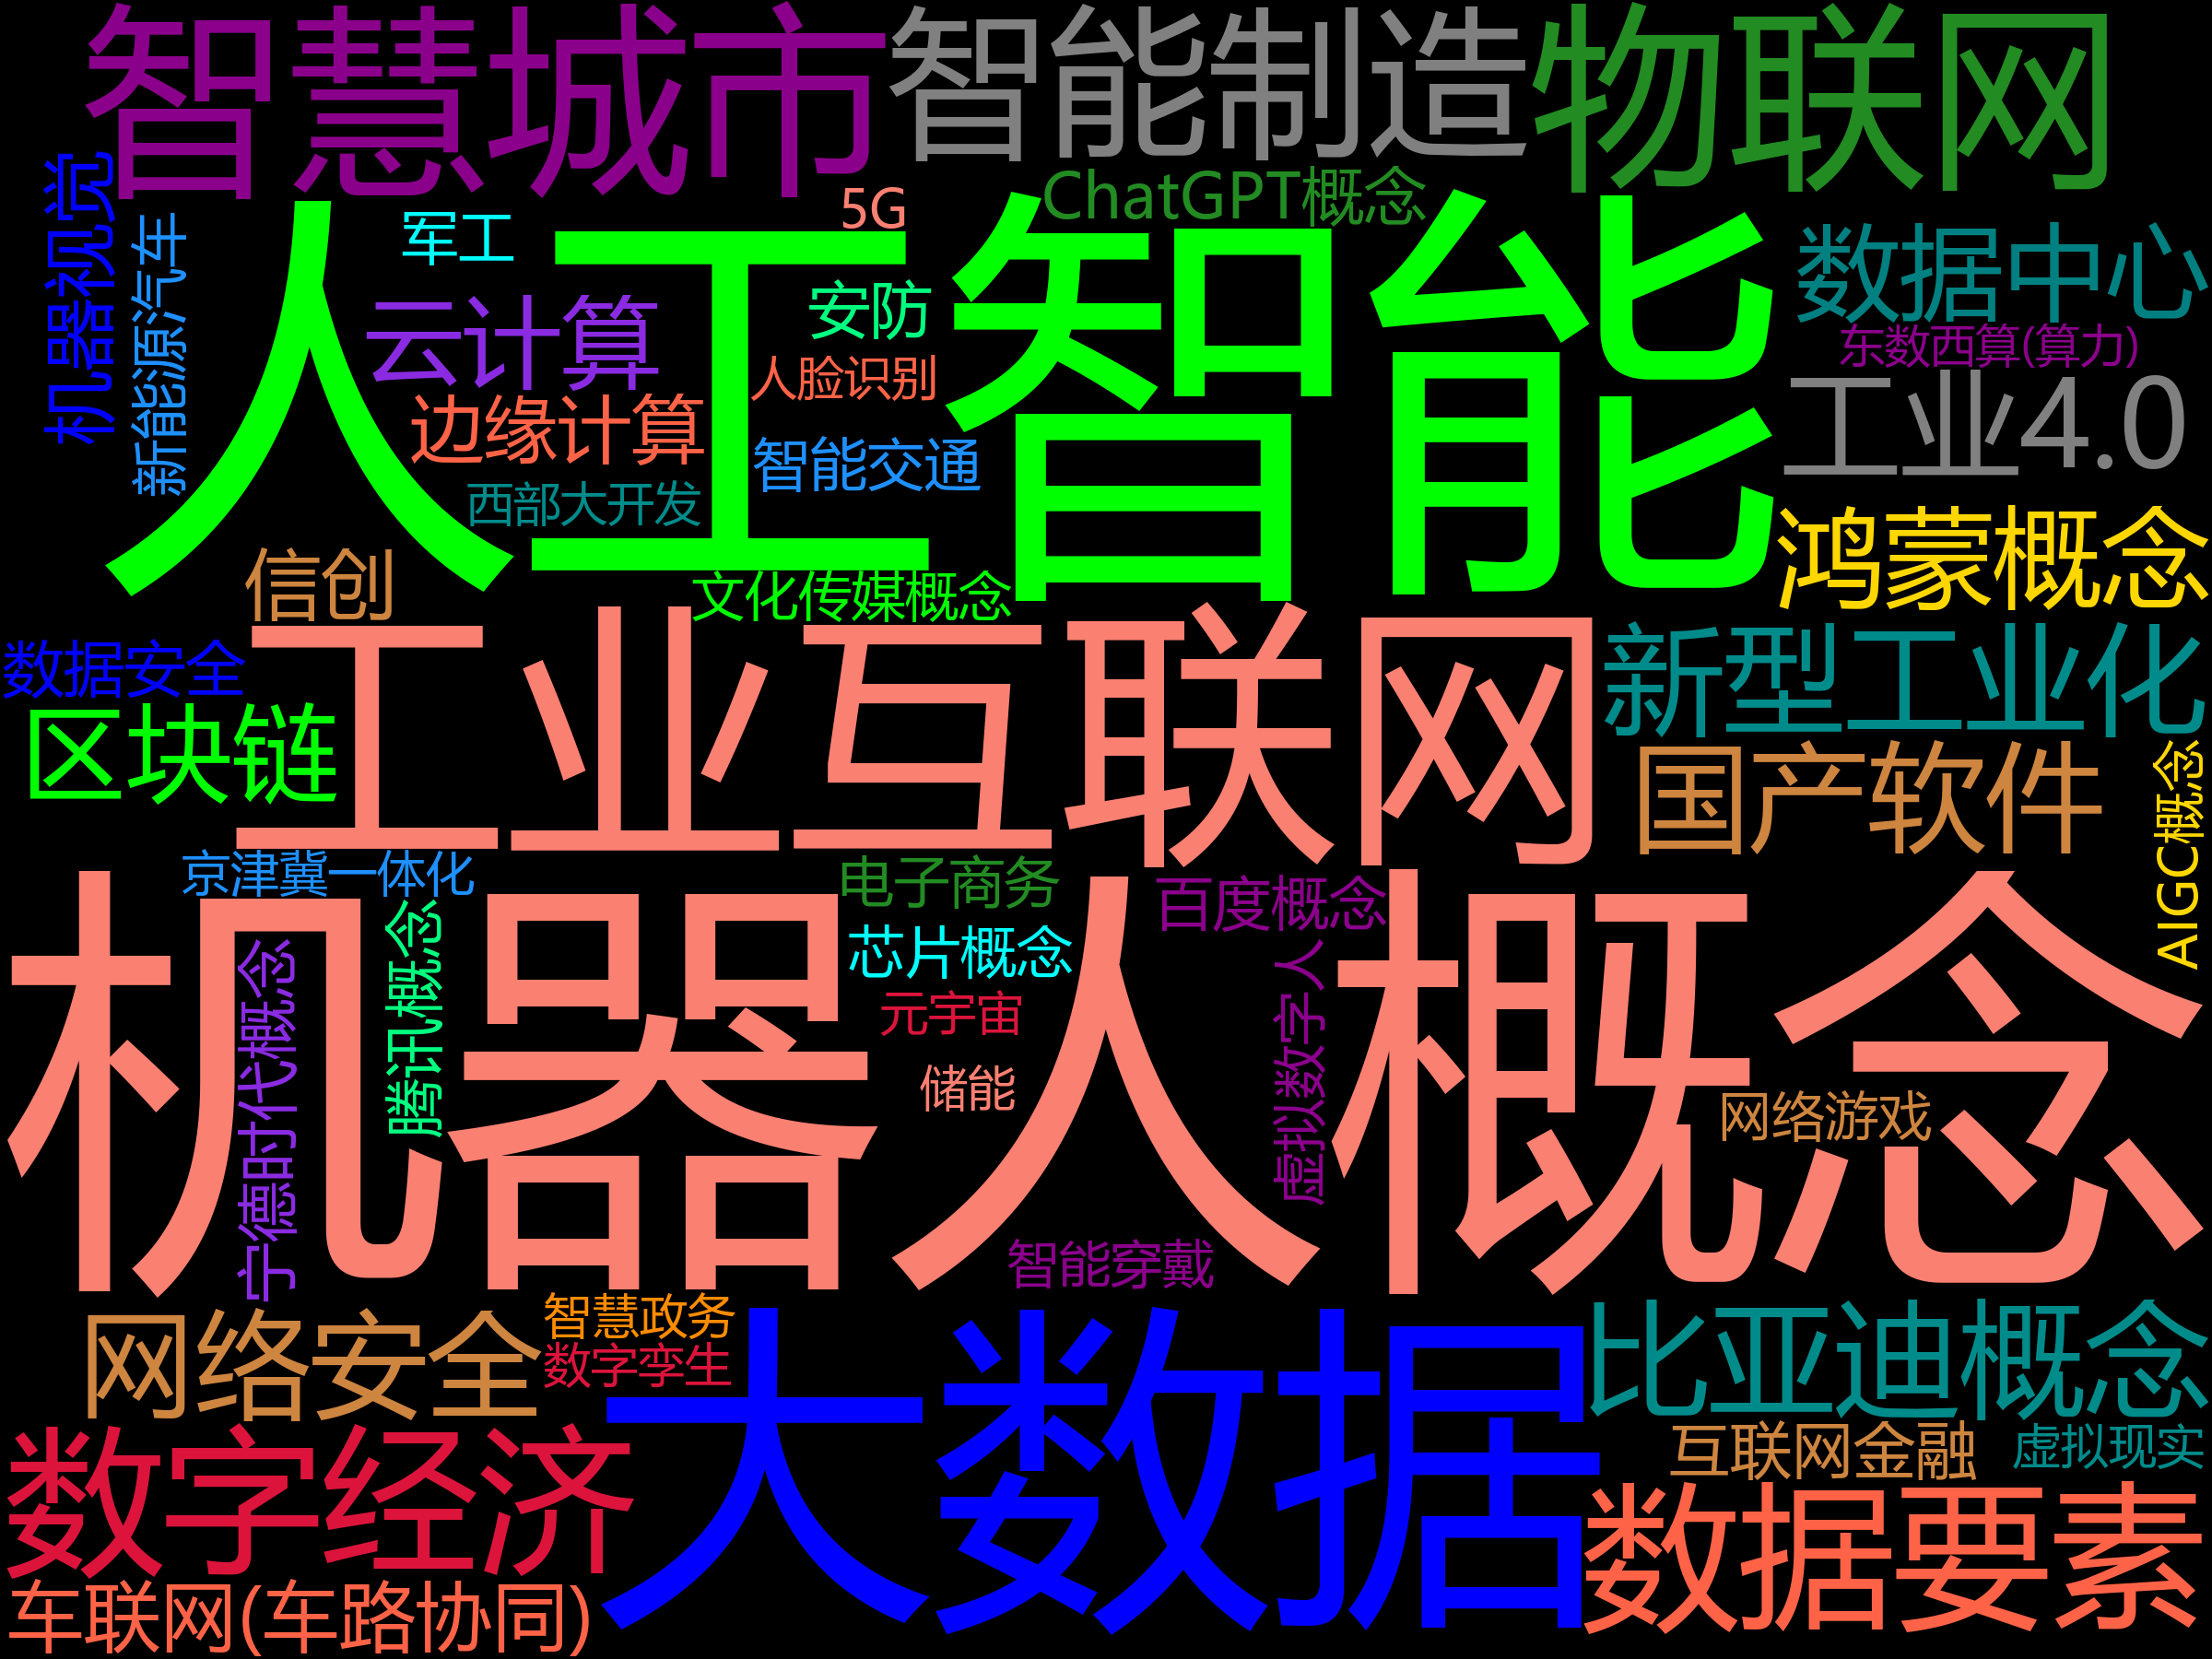 智慧城市
智能制造
物联网
机器视觉
新能源汽车
军工
5G
ChatGPT概念
人工智能
云计算
安防
数据中心
东数西算(算力)
人脸识别
边缘计算
智能交通
工业4.0
西部大开发
鸿蒙概念
信创
文化传媒概念
数据安全
工业互联网
新型工业化
区块链
国产软件
AIGC概念
京津冀一体化
电子商务
百度概念
机器人概念
腾讯概念
宁德时代概念
芯片概念
元宇宙
虚拟数字人
储能
网络游戏
智能穿戴
智慧政务
网络安全
数字孪生
大数据
比亚迪概念
数字经济
互联网金融
虚拟现实
数据要素
车联网(车路协同)